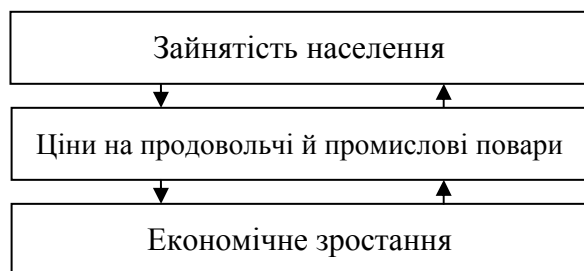 Зайнятість населення
Ціни на продовольчі й промислові повари
Економічне зростання